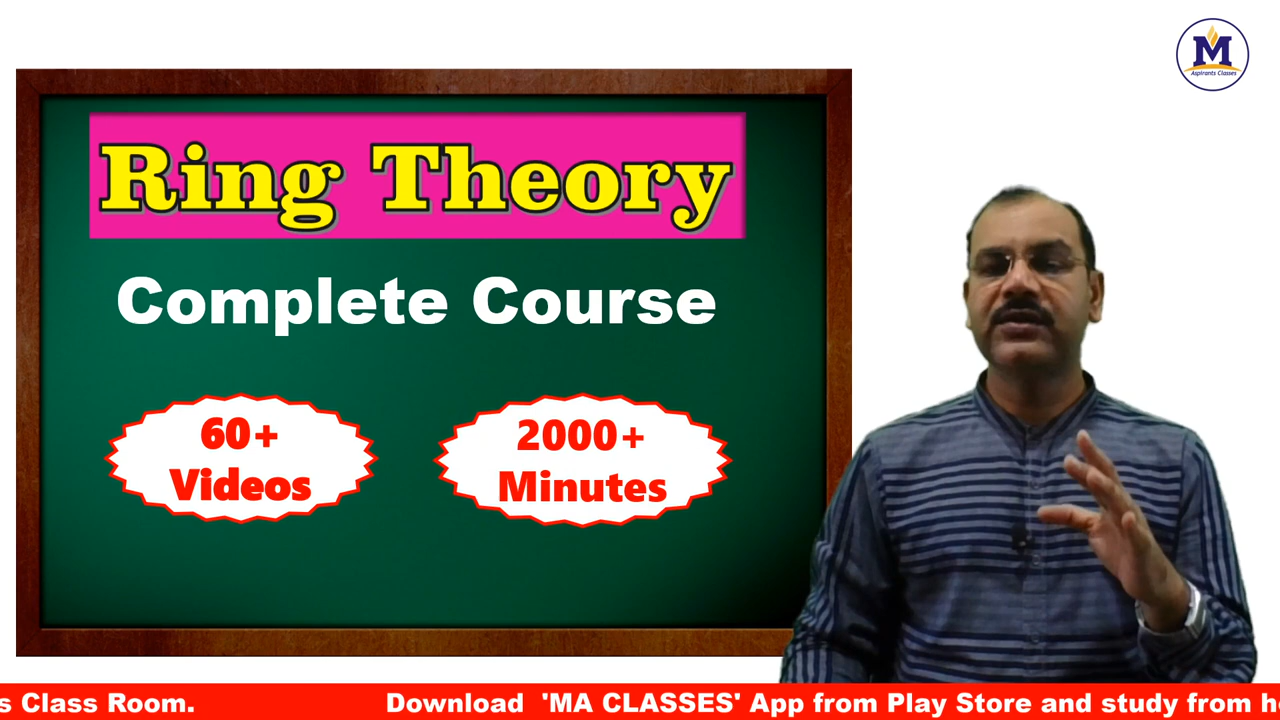 M
Aspirants Classes
Ring Theory
Complete Course
60+
Videos
2000+
Minutes
s Class Room. Download 'MA CLASSES' App from Play Store and study from h